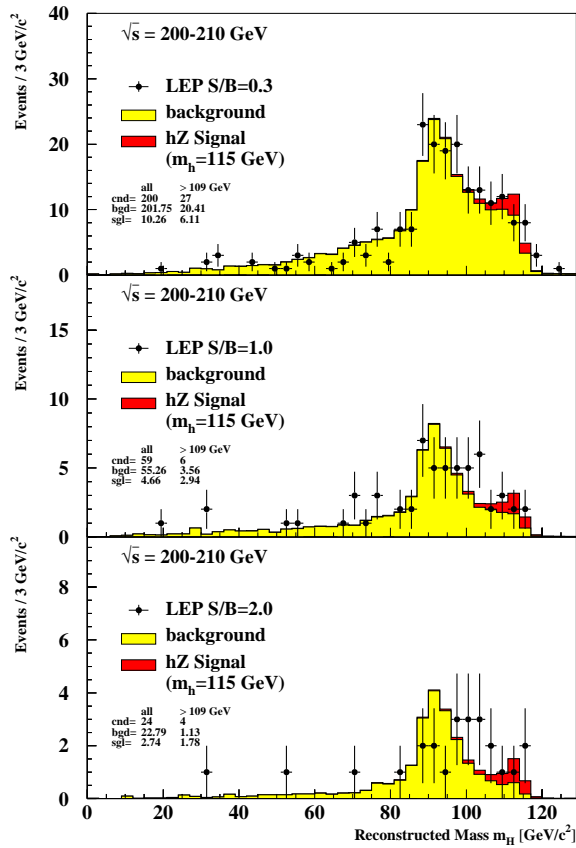 √s = 200-210 GeV
LEP S/B=0.3
background
hZ Signal
(m_h=115 GeV)
all > 109 GeV
cnd= 200 27
bgd= 201.75 20.41
sgl= 10.26 6.11
Events / 3 GeV/c²
0
10
20
30
40
√s = 200-210 GeV
LEP S/B=1.0
background
hZ Signal
(m_h=115 GeV)
all > 109 GeV
cnd= 59 6
bgd= 55.26 3.56
sgl= 4.66 2.94
Events / 3 GeV/c²
0
5
10
15
√s = 200-210 GeV
LEP S/B=2.0
background
hZ Signal
(m_h=115 GeV)
all > 109 GeV
cnd= 24 4
bgd= 22.79 1.13
sgl= 2.74 1.78
Events / 3 GeV/c²
0
2
4
6
8
0 20 40 60 80 100 120
Reconstructed Mass m_H [GeV/c²]